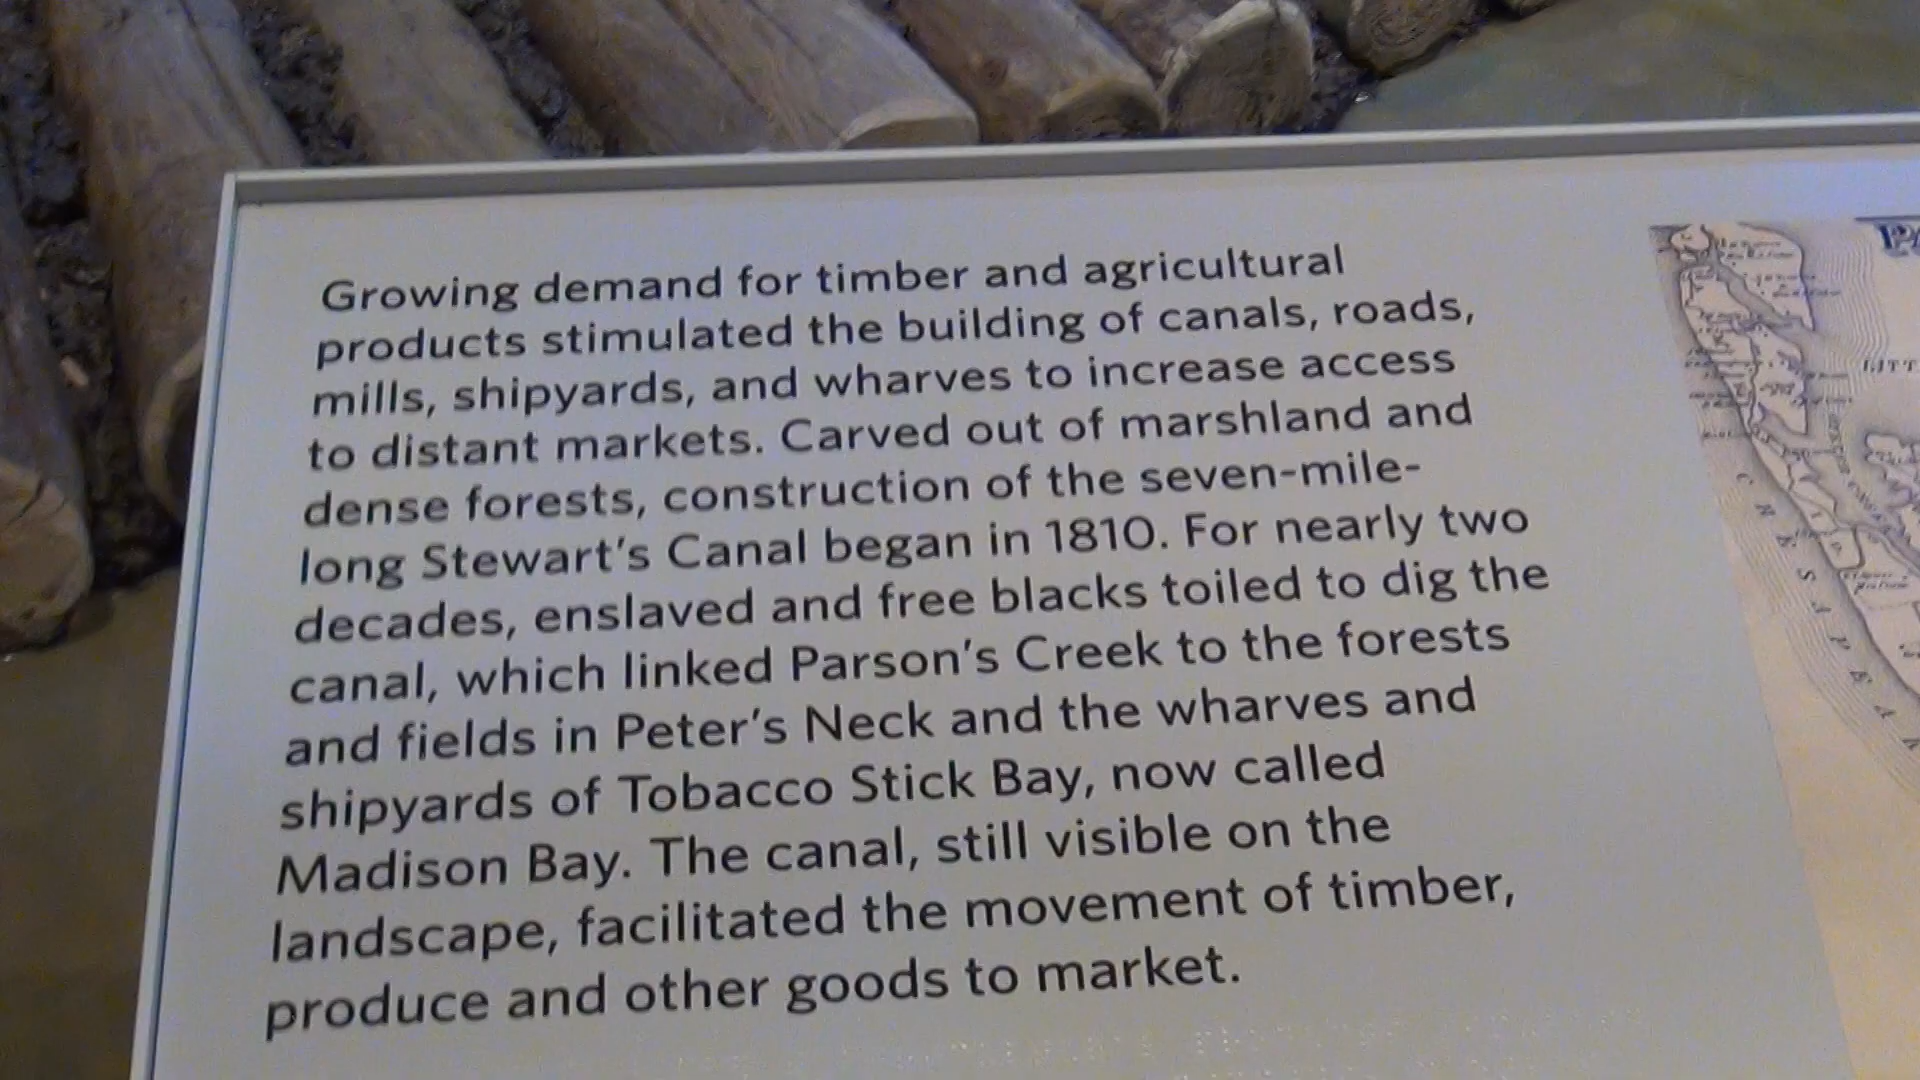 Growing demand for timber and agricultural
products stimulated the building of canals, roads,
mills, shipyards, and wharves to increase access
to distant markets. Carved out of marshland and
dense forests, construction of the seven-mile-
long Stewart's Canal began in 1810. For nearly two
decades, enslaved and free blacks toiled to dig the
canal, which linked Parson's Creek to the forests
and fields in Peter's Neck and the wharves and
shipyards of Tobacco Stick Bay, now called
Madison Bay. The canal, still visible on the
landscape, facilitated the movement of timber,
produce and other goods to market.